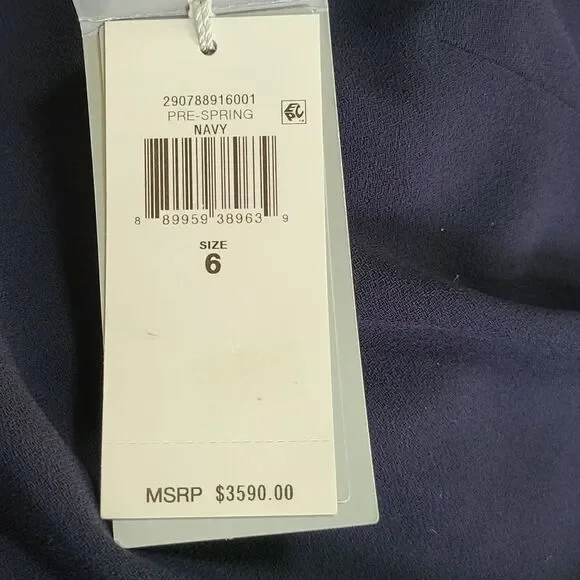 290788916001
PRE-SPRING
NAVY
8 89959 38963 9
SIZE
6
MSRP $3590.00